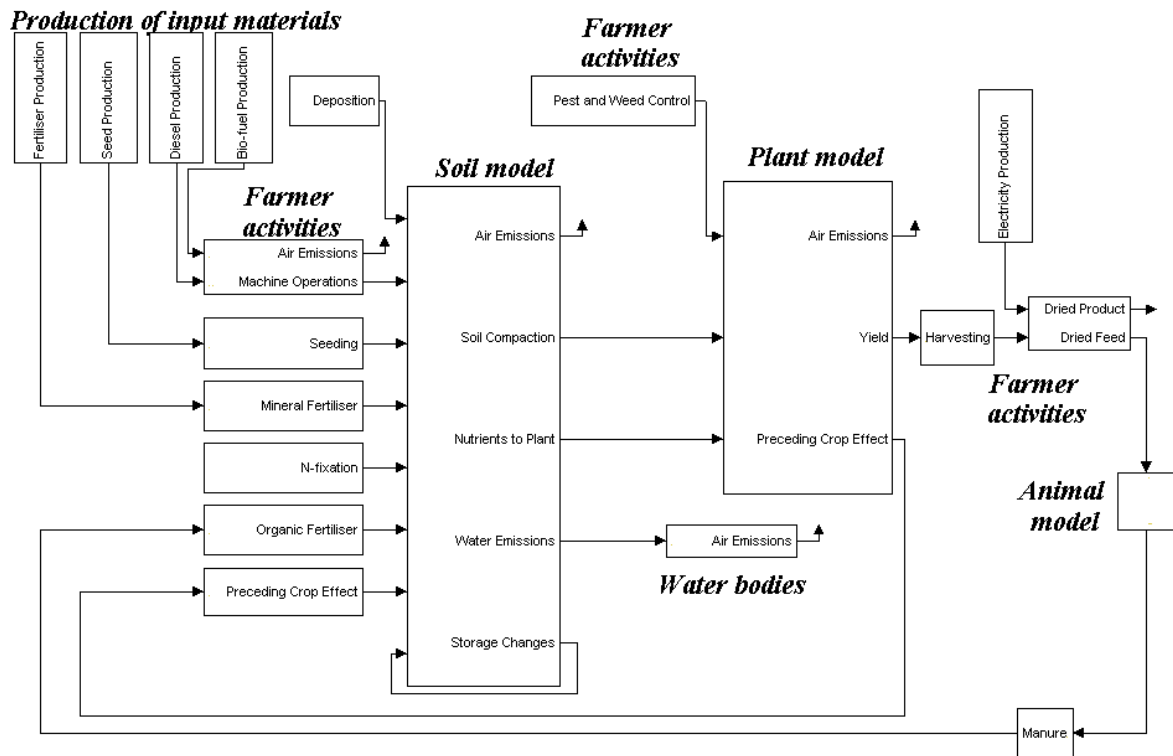 Production of input materials
Fertiliser Production
Seed Production
Diesel Production
Bio-fuel Production
Deposition
Farmer
activities
Pest and Weed Control
Electricity Production
Farmer
activities
Air Emissions
Machine Operations
Seeding
Mineral Fertiliser
N-fixation
Organic Fertiliser
Preceding Crop Effect
Soil model
Air Emissions
Soil Compaction
Nutrients to Plant
Water Emissions
Storage Changes
Plant model
Air Emissions
Yield
Preceding Crop Effect
Air Emissions
Water bodies
Harvesting
Dried Product
Dried Feed
Farmer
activities
Animal
model
Manure